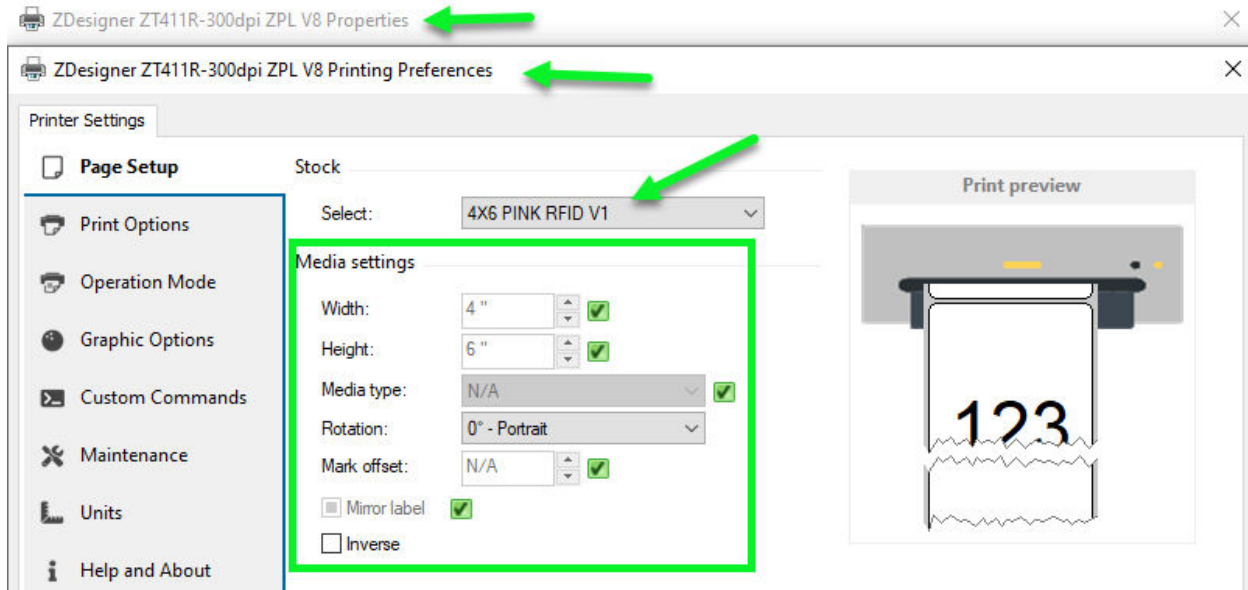 ZDesigner ZT411R-300dpi ZPL V8 Properties
ZDesigner ZT411R-300dpi ZPL V8 Printing Preferences
Printer Settings
Page Setup
Print Options
Operation Mode
Graphic Options
Custom Commands
Maintenance
Units
Help and About
Stock
Select: 4X6 PINK RFID V1
Media settings
Width: 4 "
Height: 6 "
Media type: N/A
Rotation: 0° - Portrait
Mark offset: N/A
Mirror label
Inverse
Print preview
123